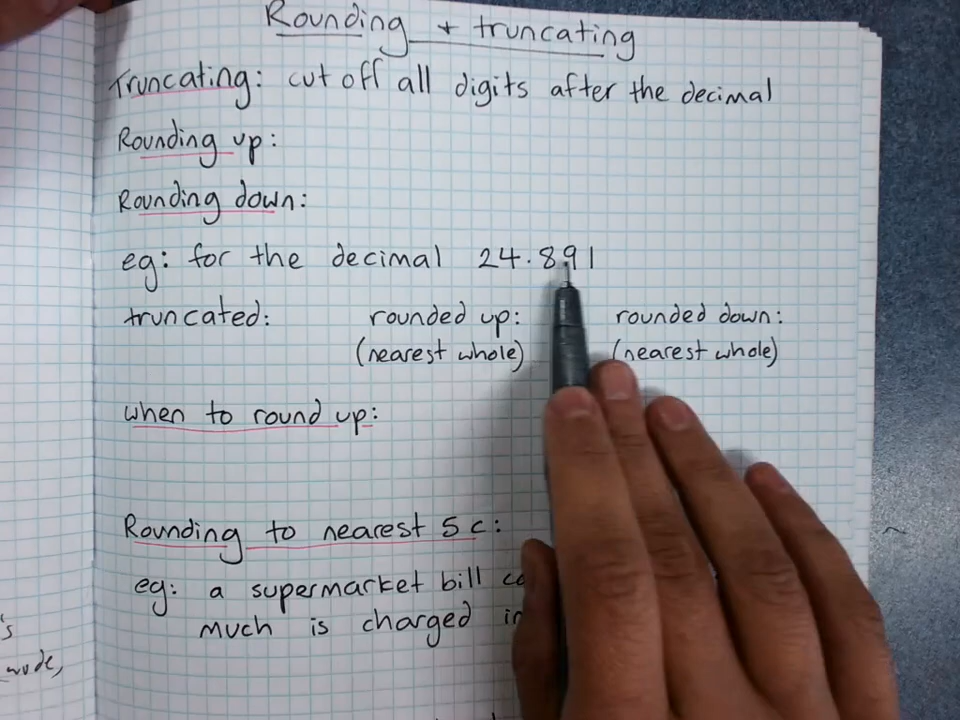 Rounding + truncating
Truncating: cut off all digits after the decimal
Rounding up:
Rounding down:
eg: for the decimal 24.891
truncated: rounded up: rounded down:
(nearest whole) (nearest whole)
when to round up:
Rounding to nearest 5c:
eg: a supermarket bill
much is charged